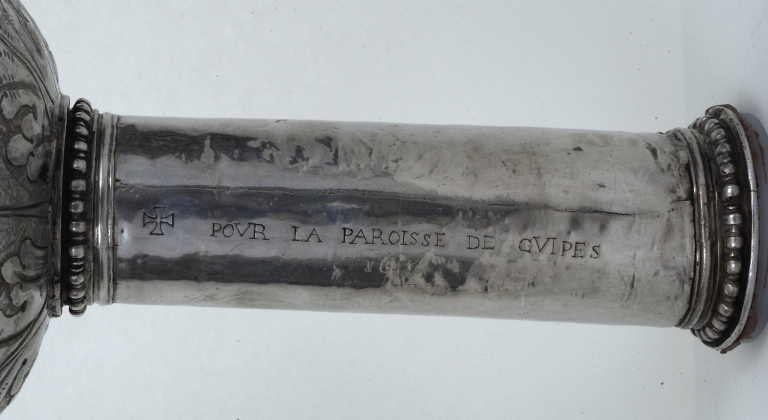 ✠ POVR LA PAROISSE DE GVIPES